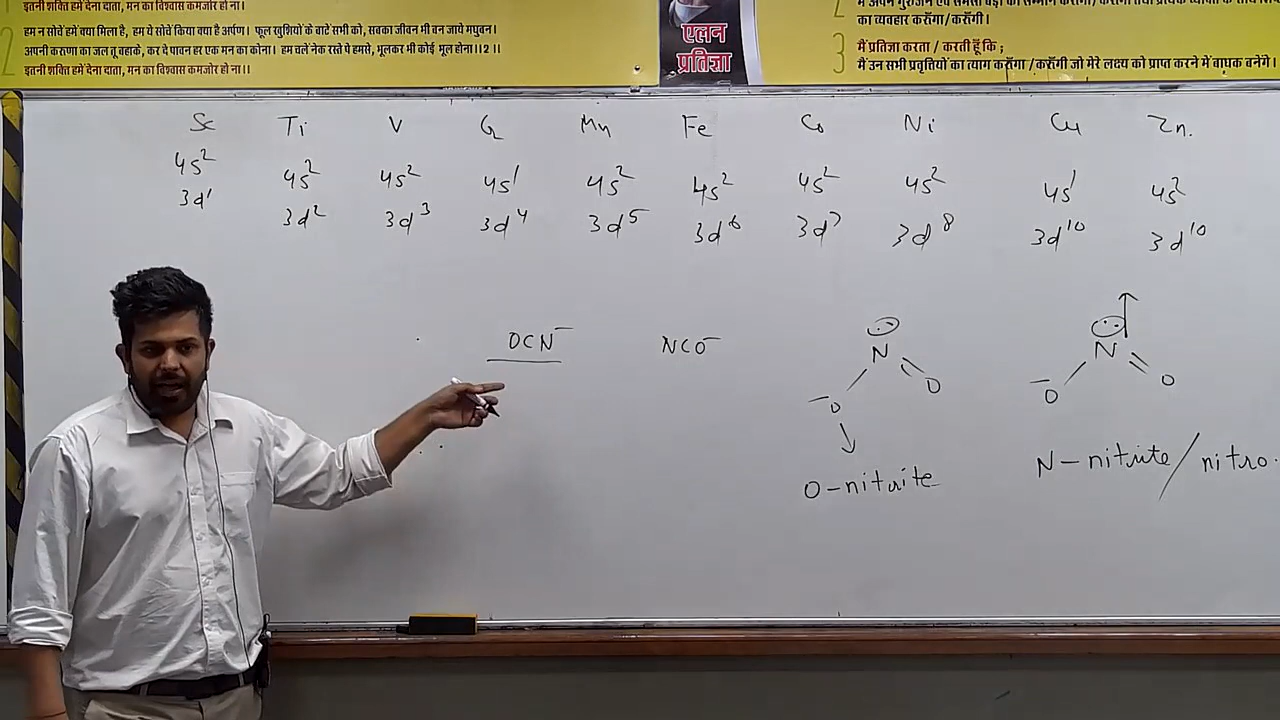 इतनी शक्ति हमें देना दाता, मन का विश्वास कमजोर हो ना।
हम न सोचें हमें क्या मिला है, हम ये सोचें किया क्या है अर्पण। फूल खुशियों के बाटें सभी को, सबका जीवन भी बन जाये मधुबन।
2 अपनी करुणा का जल तू बहाके, कर दे पावन हर एक मन का कोना। हम चलें नेक रस्ते पे हमसे, भूलकर भी कोई भूल होना।।2।।
इतनी शक्ति हमें देना दाता, मन का विश्वास कमजोर हो ना।।
एलन
प्रतिज्ञा
2
का व्यवहार करूँगा/करूँगी।
3 मैं प्रतिज्ञा करता / करती हूँ कि ;
मैं उन सभी प्रवृत्तियों का त्याग करूँगा/करूँगी जो मेरे लक्ष्य को प्राप्त करने में बाधक बनेंगे।
Sc Ti V Cr Mn Fe Co Ni Cu Zn.
4s² 4s² 4s² 4s¹ 4s² 4s² 4s² 4s² 4s¹ 4s²
3d¹ 3d² 3d³ 3d⁴ 3d⁵ 3d⁶ 3d⁷ 3d⁸ 3d¹⁰ 3d¹⁰
OCN⁻ NCO⁻
N
⁻O O
O-nitrite
N
⁻O O
N-nitrite/nitro.